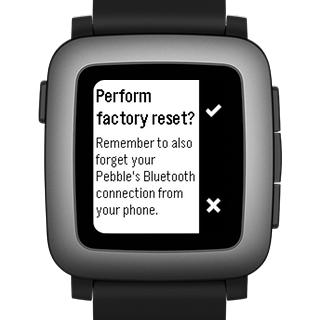 Perform
factory reset?
Remember to also
forget your
Pebble's Bluetooth
connection from
your phone.